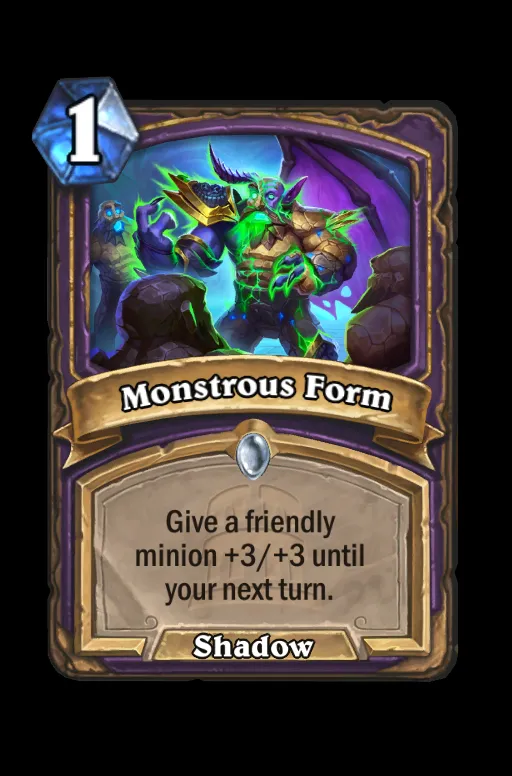 1
Monstrous Form
Give a friendly
minion +3/+3 until
your next turn.
Shadow